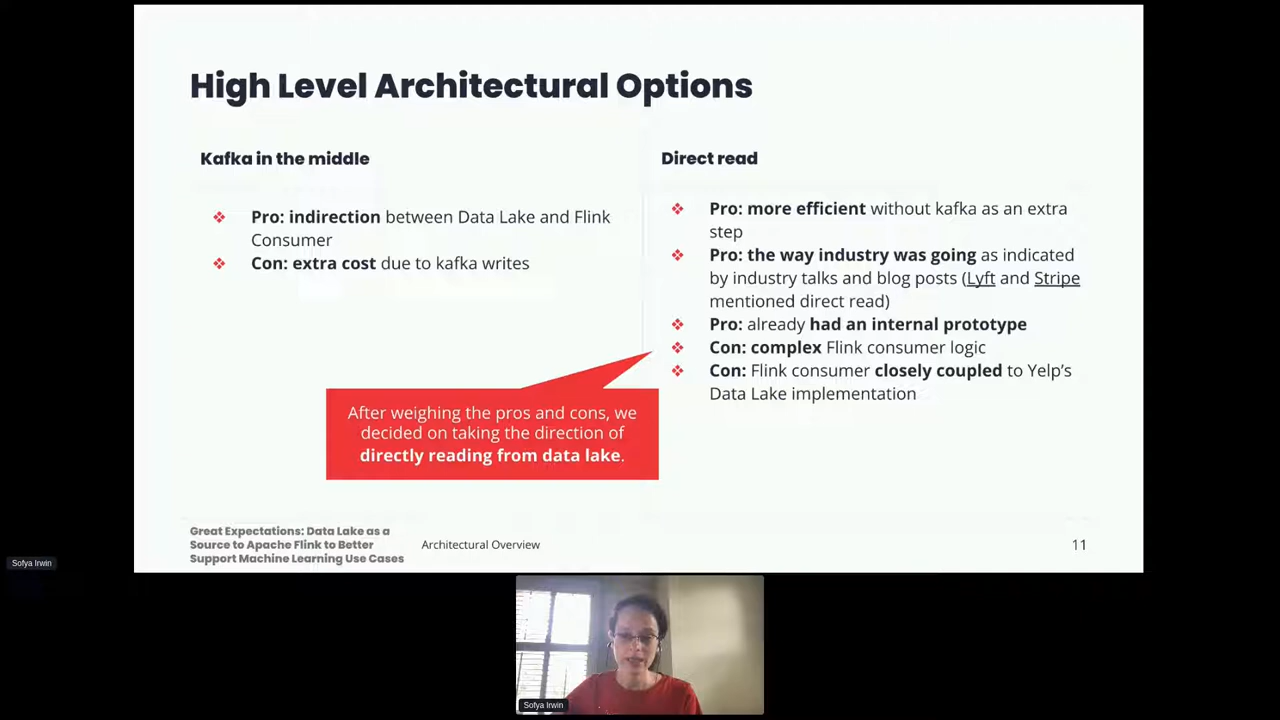 High Level Architectural Options
Kafka in the middle
Pro: indirection between Data Lake and Flink
Consumer
Con: extra cost due to kafka writes
Direct read
Pro: more efficient without kafka as an extra
step
Pro: the way industry was going as indicated
by industry talks and blog posts (Lyft and Stripe
mentioned direct read)
Pro: already had an internal prototype
Con: complex Flink consumer logic
Con: Flink consumer closely coupled to Yelp’s
Data Lake implementation
After weighing the pros and cons, we
decided on taking the direction of
directly reading from data lake.
Great Expectations: Data Lake as a
Source to Apache Flink to Better
Support Machine Learning Use Cases
Architectural Overview
11
Sofya Irwin
Sofya Irwin